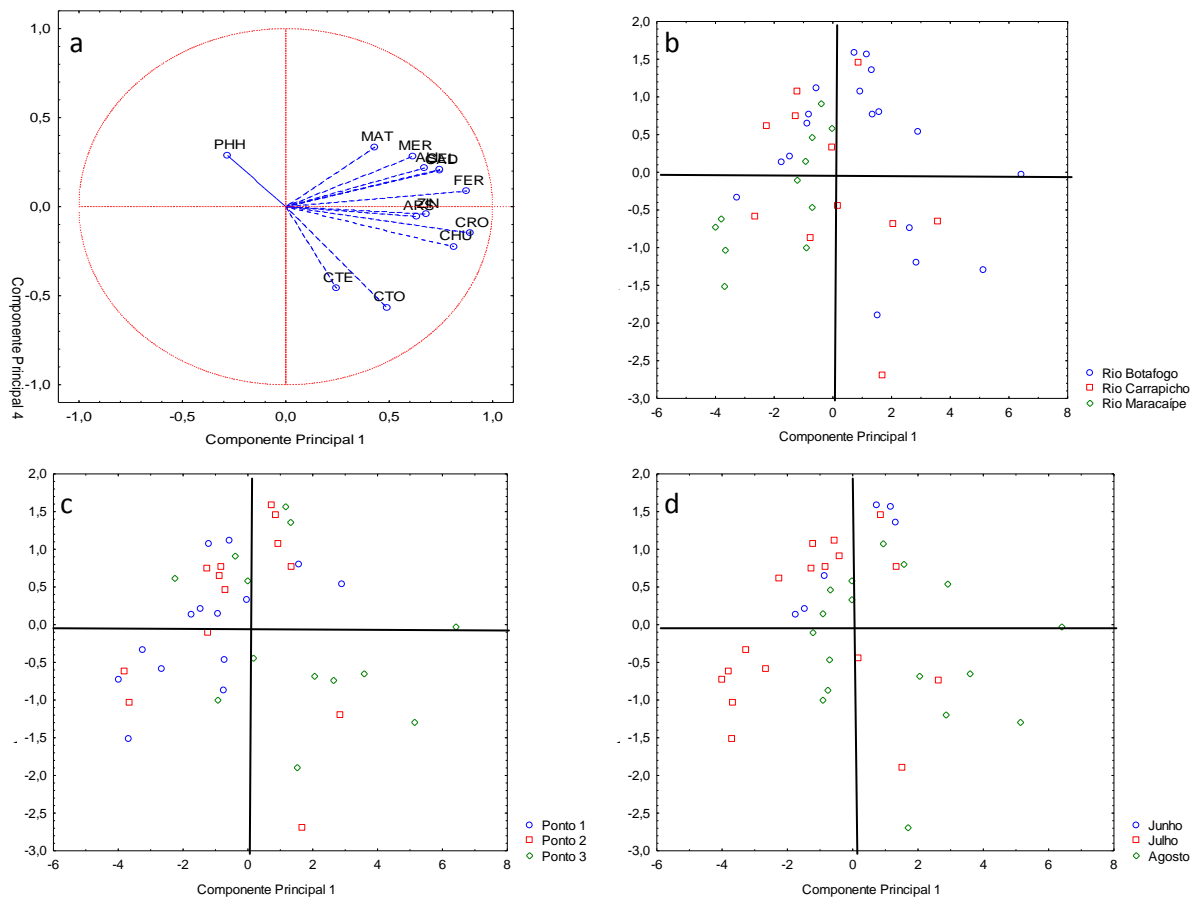 a
1,0
0,5
0,0
-0,5
-1,0
Componente Principal 4
PHH
MAT
MER
CAD
FER
ARS
ZIN
CRO
CHU
CTE
CTO
-1,0 -0,5 0,0 0,5 1,0
Componente Principal 1
b
2,0
1,5
1,0
0,5
0,0
-0,5
-1,0
-1,5
-2,0
-2,5
-3,0
-6 -4 -2 0 2 4 6 8
Componente Principal 1
Rio Botafogo
Rio Carrapicho
Rio Maracaípe
c
2,0
1,5
1,0
0,5
0,0
-0,5
-1,0
-1,5
-2,0
-2,5
3,0
-6 -4 -2 0 2 4 6 8
Componente Principal 1
Ponto 1
Ponto 2
Ponto 3
d
2,0
1,5
1,0
0,5
0,0
-0,5
-1,0
-1,5
-2,0
-2,5
3,0
-6 -4 -2 0 2 4 6 8
Componente Principal 1
Junho
Julho
Agosto